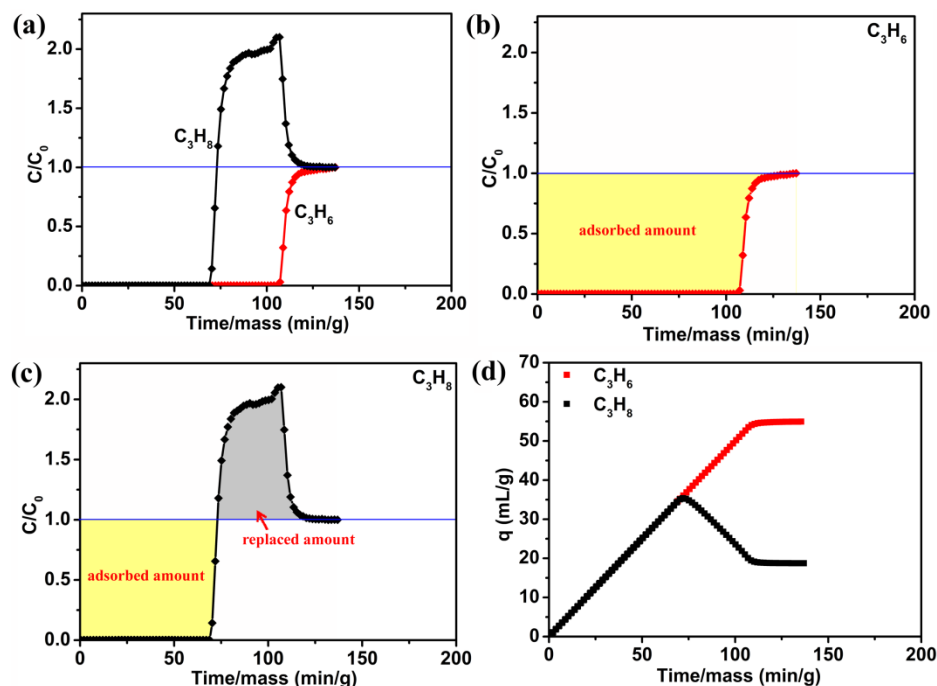 (a)
C/C₀
2.0
1.5
1.0
0.5
0.0
C₃H₈
C₃H₆
0 50 100 150 200
Time/mass (min/g)
(b)
C₃H₆
C/C₀
2.0
1.5
1.0
0.5
0.0
adsorbed amount
0 50 100 150 200
Time/mass (min/g)
(c)
C₃H₈
C/C₀
2.0
1.5
1.0
0.5
0.0
replaced amount
adsorbed amount
0 50 100 150 200
Time/mass (min/g)
(d)
C₃H₆
C₃H₈
q (mL/g)
70
60
50
40
30
20
10
0
0 50 100 150 200
Time/mass (min/g)